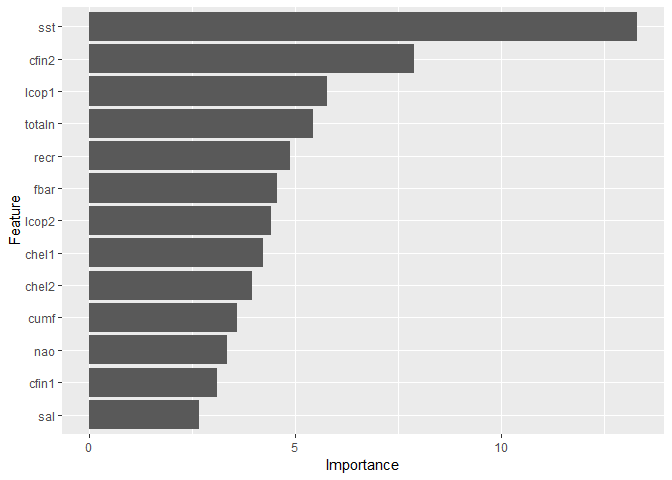 sst
cfin2
lcop1
totaln
recr
fbar
lcop2
chel1
chel2
cumf
nao
cfin1
sal
Feature
0 5 10
Importance